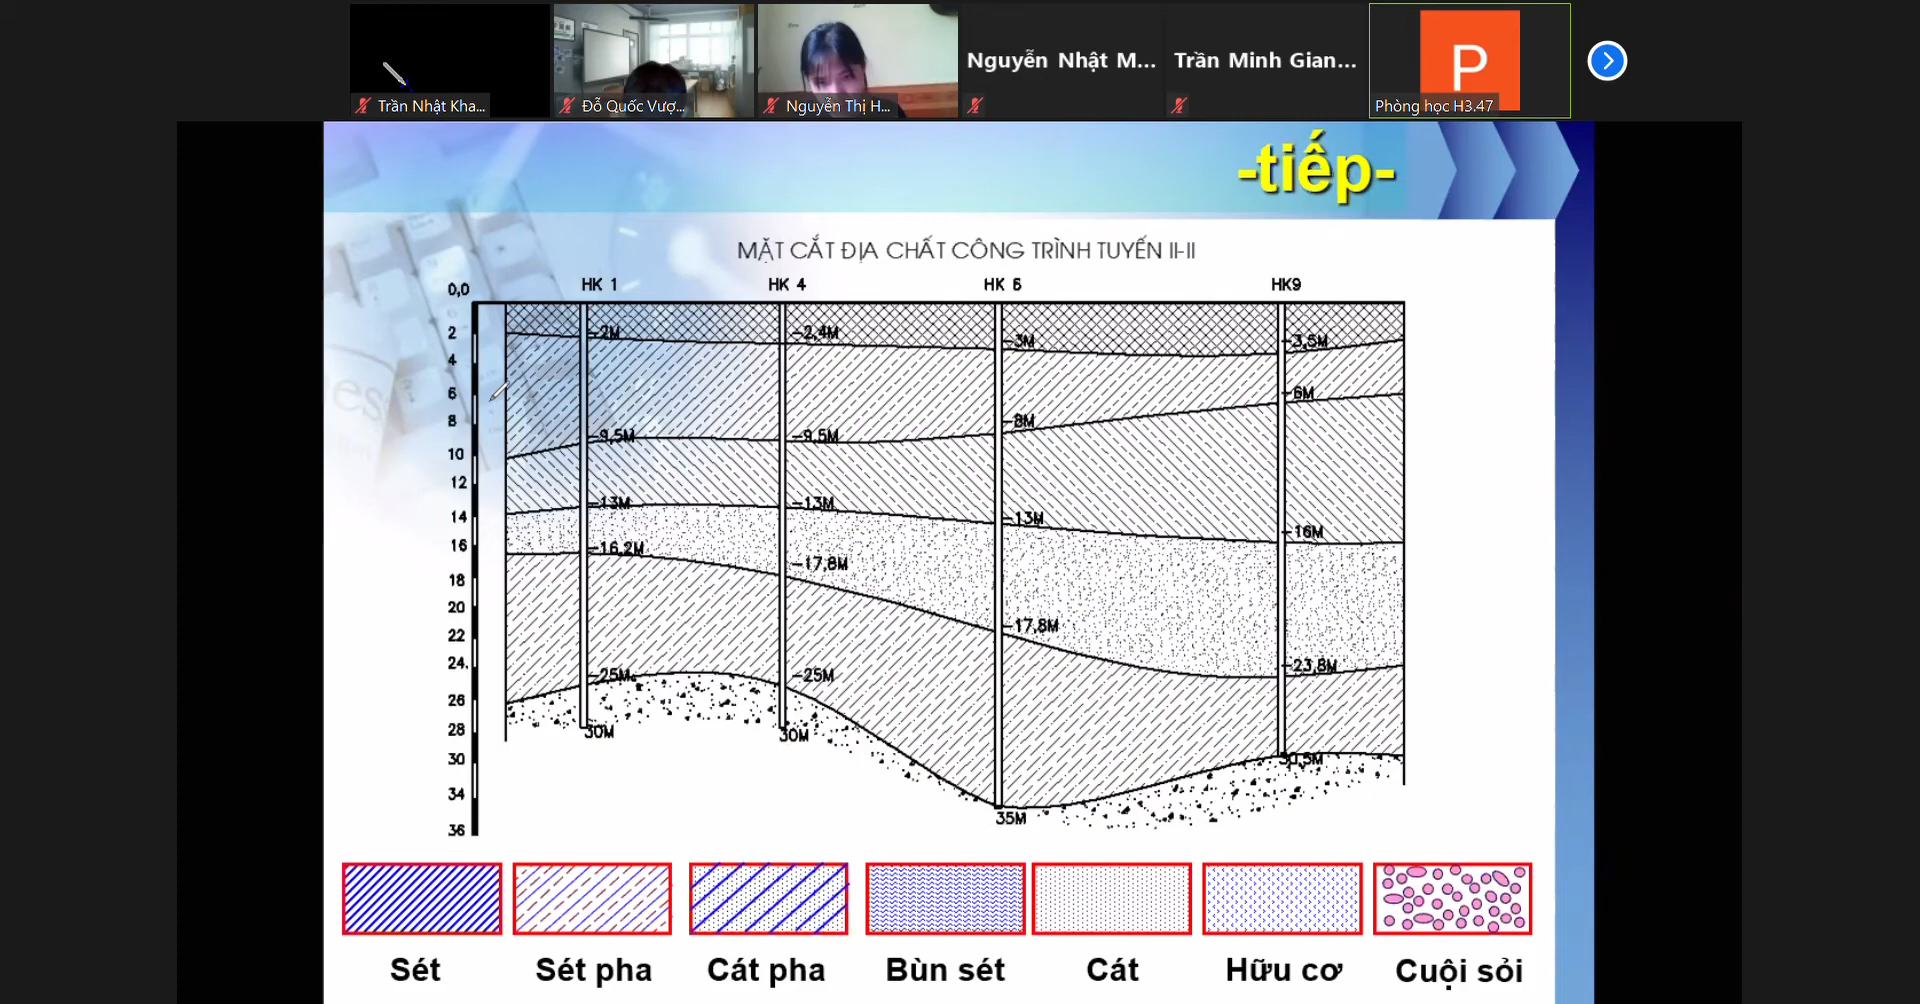 Trần Nhật Kha...
Đỗ Quốc Vượ...
Nguyễn Thị H...
Nguyễn Nhật M...
Trần Minh Gian...
P
Phòng học H3.47
-tiếp-
MẶT CẮT ĐỊA CHẤT CÔNG TRÌNH TUYẾN II-II
HK 1 HK 4 HK 6 HK9
0,0
2 -2M -2,4M -3M -3,5M
4
6 -6M
8 -8M
-9,5M -9,5M
10
12
-13M -13M
14 -13M
-16M
16 -16,2M
-17,8M
18
20
22 -17,8M
24. -23,8M
-25M -25M
26
28 30M 30M
30 30,5M
34
35M
36
Sét Sét pha Cát pha Bùn sét Cát Hữu cơ Cuội sỏi